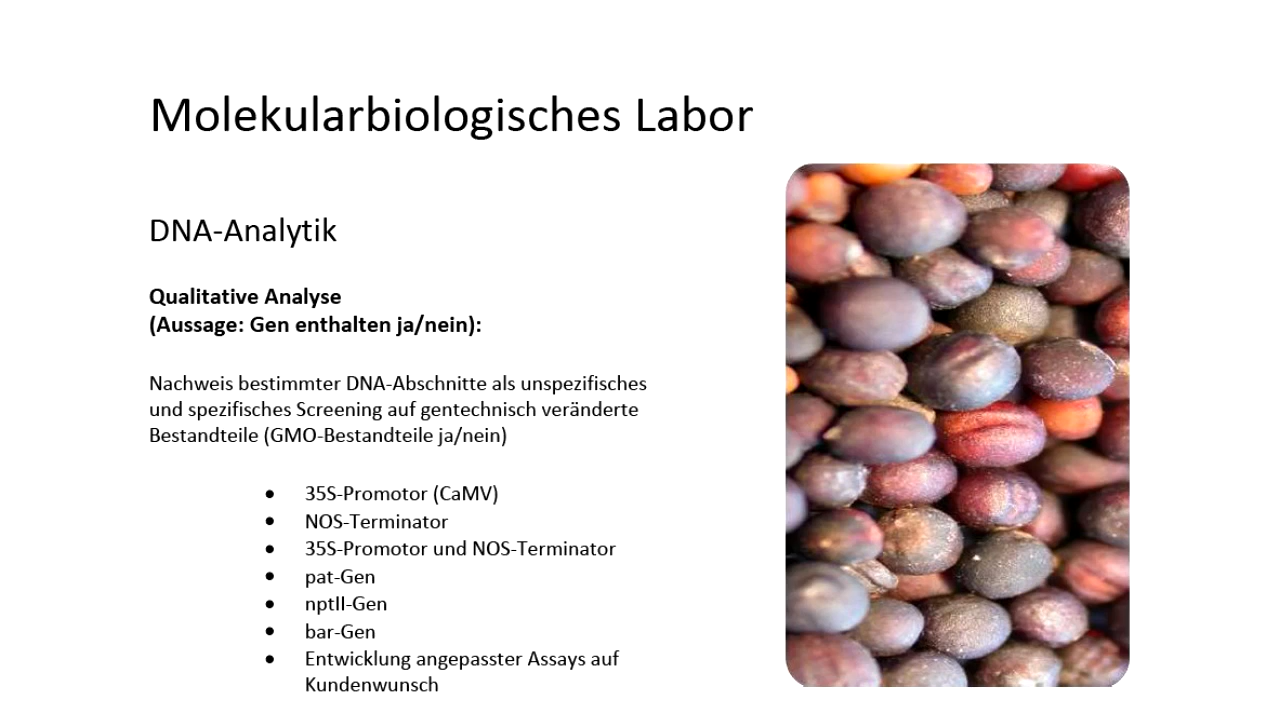 Molekularbiologisches Labor
DNA-Analytik
Qualitative Analyse
(Aussage: Gen enthalten ja/nein):
Nachweis bestimmter DNA-Abschnitte als unspezifisches
und spezifisches Screening auf gentechnisch veränderte
Bestandteile (GMO-Bestandteile ja/nein)
• 35S-Promotor (CaMV)
• NOS-Terminator
• 35S-Promotor und NOS-Terminator
• pat-Gen
• nptII-Gen
• bar-Gen
• Entwicklung angepasster Assays auf
Kundenwunsch